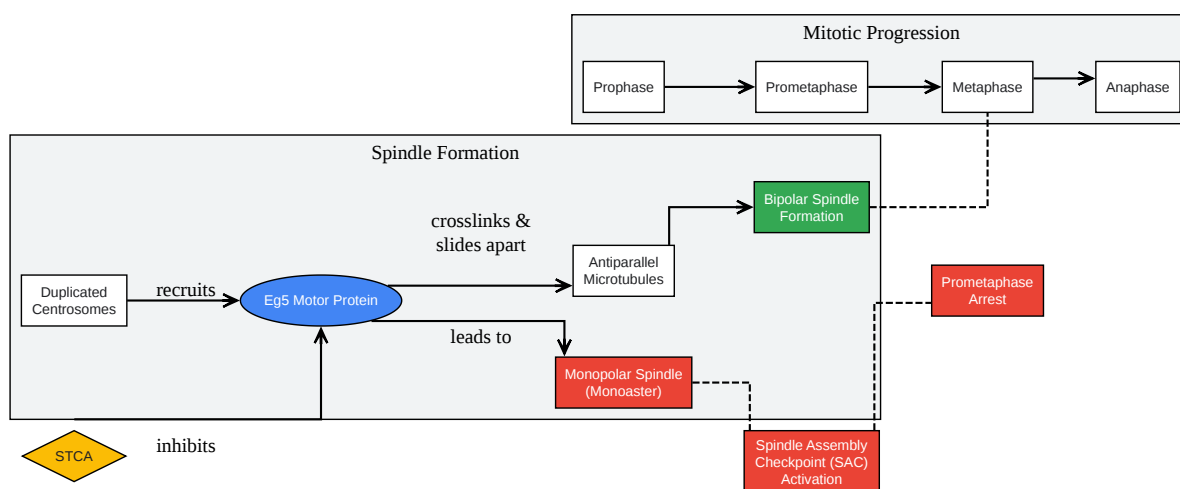 Mitotic Progression
Prophase
Prometaphase
Metaphase
Anaphase
Spindle Formation
Bipolar Spindle
Formation
crosslinks &
slides apart
Antiparallel
Microtubules
Duplicated
Centrosomes
recruits
Eg5 Motor Protein
Prometaphase
Arrest
leads to
Monopolar Spindle
(Monoaster)
inhibits
STCA
Spindle Assembly
Checkpoint (SAC)
Activation